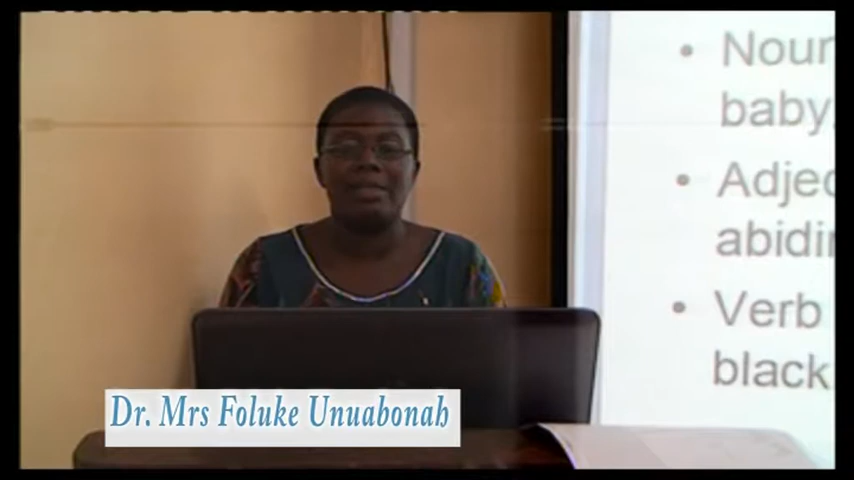 Noun
baby,
Adjec
abidin
Verb
black
Dr. Mrs Foluke Unuabonah